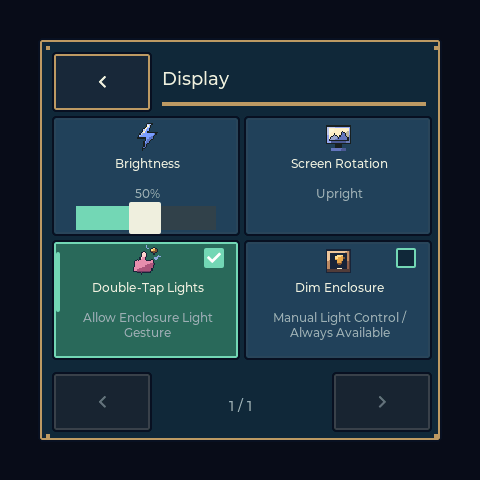 Display
Brightness
50%
Screen Rotation
Upright
Double-Tap Lights
Allow Enclosure Light
Gesture
Dim Enclosure
Manual Light Control /
Always Available
1 / 1